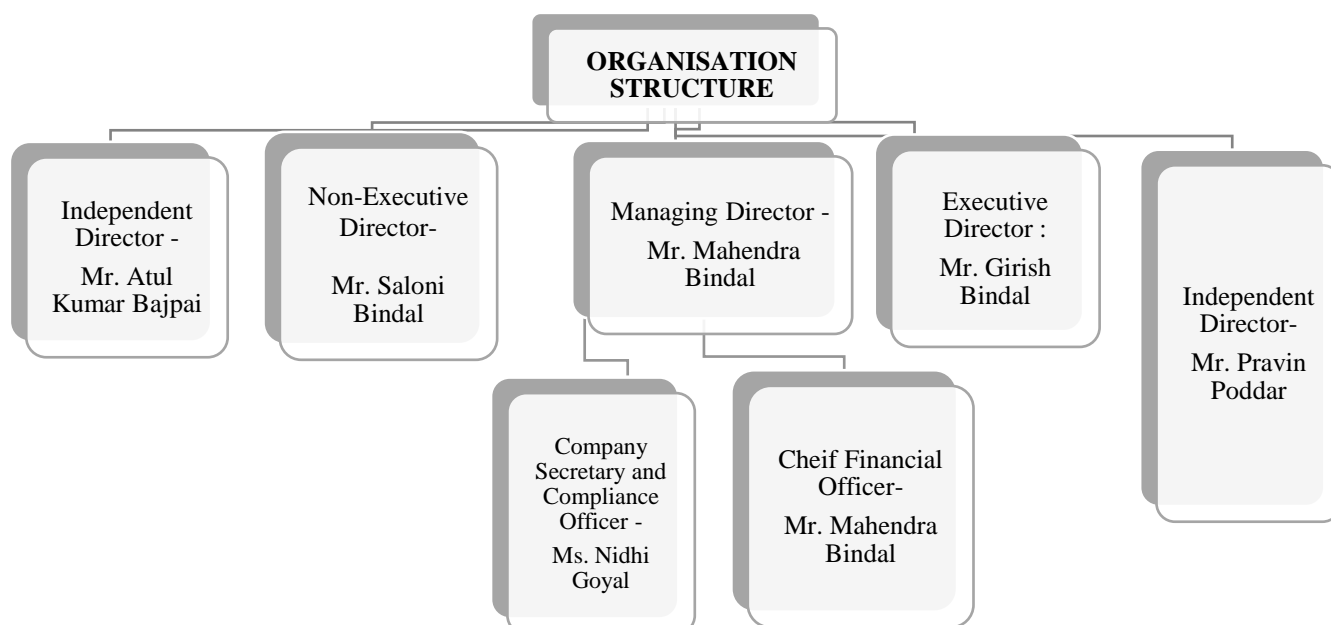 ORGANISATION
STRUCTURE
Independent
Director -
Mr. Atul
Kumar Bajpai
Non-Executive
Director-
Mr. Saloni
Bindal
Managing Director -
Mr. Mahendra
Bindal
Executive
Director :
Mr. Girish
Bindal
Independent
Director-
Mr. Pravin
Poddar
Company
Secretary and
Compliance
Officer -
Ms. Nidhi
Goyal
Cheif Financial
Officer-
Mr. Mahendra
Bindal